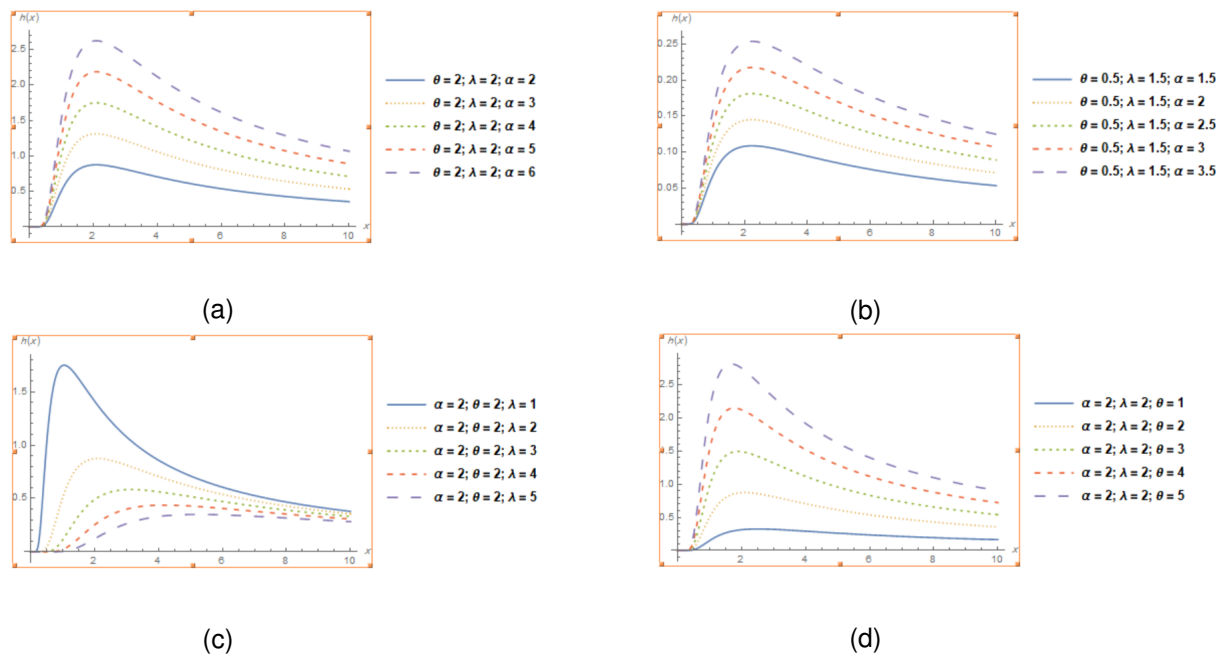 h(x)
2.5
2.0
1.5
1.0
0.5
2
4
6
8
10
x
θ = 2; λ = 2; α = 2
θ = 2; λ = 2; α = 3
θ = 2; λ = 2; α = 4
θ = 2; λ = 2; α = 5
θ = 2; λ = 2; α = 6
(a)
h(x)
0.25
0.20
0.15
0.10
0.05
2
4
6
8
10
x
θ = 0.5; λ = 1.5; α = 1.5
θ = 0.5; λ = 1.5; α = 2
θ = 0.5; λ = 1.5; α = 2.5
θ = 0.5; λ = 1.5; α = 3
θ = 0.5; λ = 1.5; α = 3.5
(b)
h(x)
1.5
1.0
0.5
2
4
6
8
10
x
α = 2; θ = 2; λ = 1
α = 2; θ = 2; λ = 2
α = 2; θ = 2; λ = 3
α = 2; θ = 2; λ = 4
α = 2; θ = 2; λ = 5
(c)
h(x)
2.5
2.0
1.5
1.0
0.5
2
4
6
8
10
x
α = 2; λ = 2; θ = 1
α = 2; λ = 2; θ = 2
α = 2; λ = 2; θ = 3
α = 2; λ = 2; θ = 4
α = 2; λ = 2; θ = 5
(d)